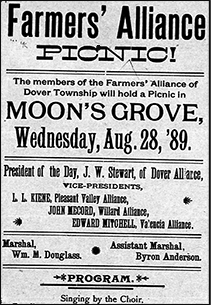 Farmers' Alliance
PICNIC!
The members of the Farmers' Alliance of
Dover Township will hold a Picnic in
MOON'S GROVE,
Wednesday, Aug. 28, '89.
President of the Day, J. W. Stewart, of Dover Alliance,
VICE-PRESIDENTS,
L. L. KIENE, Pleasant Valley Alliance,
JOHN MECORD, Willard Alliance,
EDWARD MITCHELL, Valencia Alliance.
Marshal, Assistant Marshal,
Wm. M. Douglass. Byron Anderson.
PROGRAM.
Singing by the Choir,